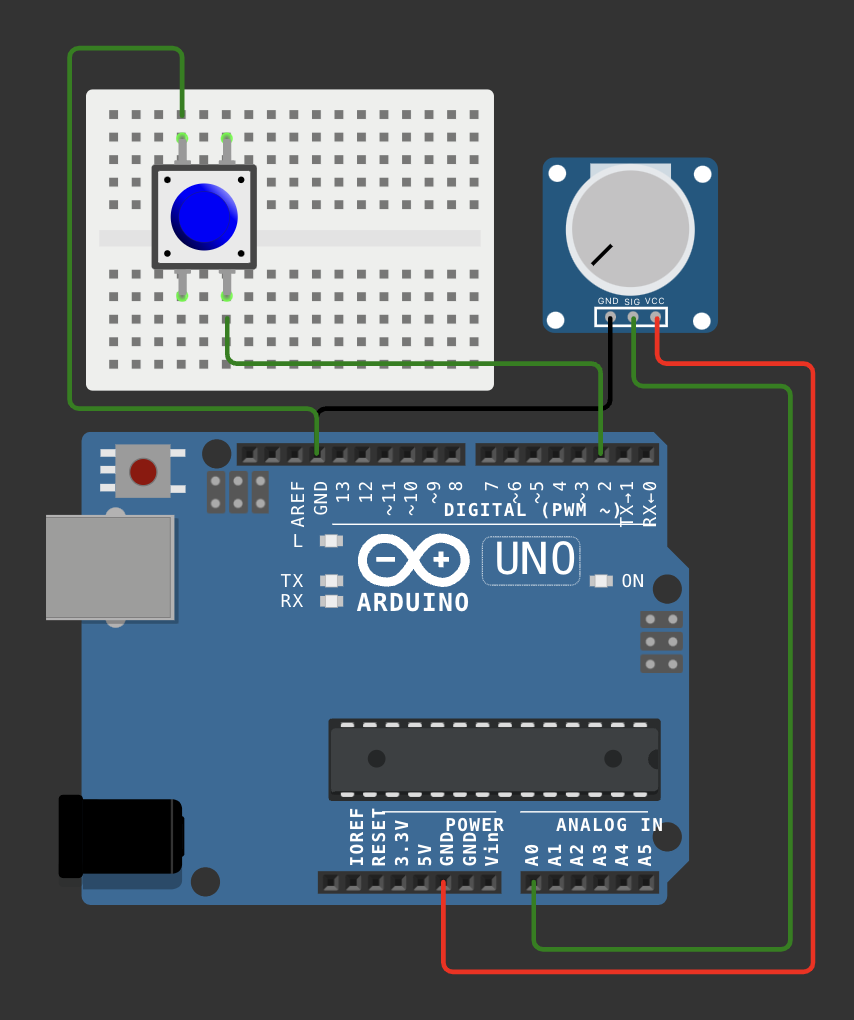 GND SIG VCC
AREF
GND
13
12
~11
~10
~9
8
7
~6
~5
4
~3
2
TX→1
RX←0
DIGITAL (PWM ~)
L
TX
RX
UNO
ON
ARDUINO
IOREF
RESET
3.3V
5V
GND
GND
Vin
POWER
ANALOG IN
A0
A1
A2
A3
A4
A5